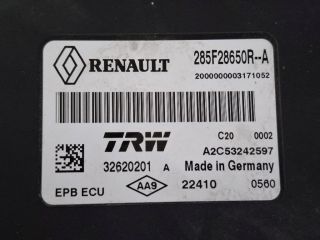 RENAULT
285F28650R--A
2000000003171052
TRW
C20 0002
A2C53242597
32620201 A
Made in Germany
EPB ECU
AA9
22410 0560